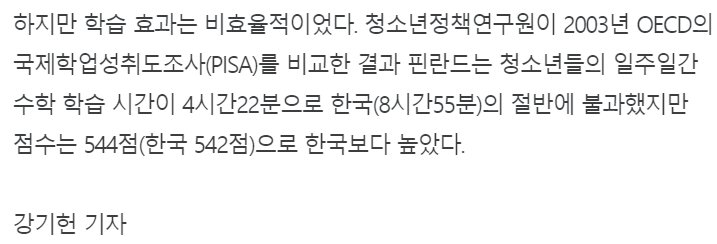 하지만 학습 효과는 비효율적이었다. 청소년정책연구원이 2003년 OECD의
국제학업성취도조사(PISA)를 비교한 결과 핀란드는 청소년들의 일주일간
수학 학습 시간이 4시간22분으로 한국(8시간55분)의 절반에 불과했지만
점수는 544점(한국 542점)으로 한국보다 높았다.
강기헌 기자